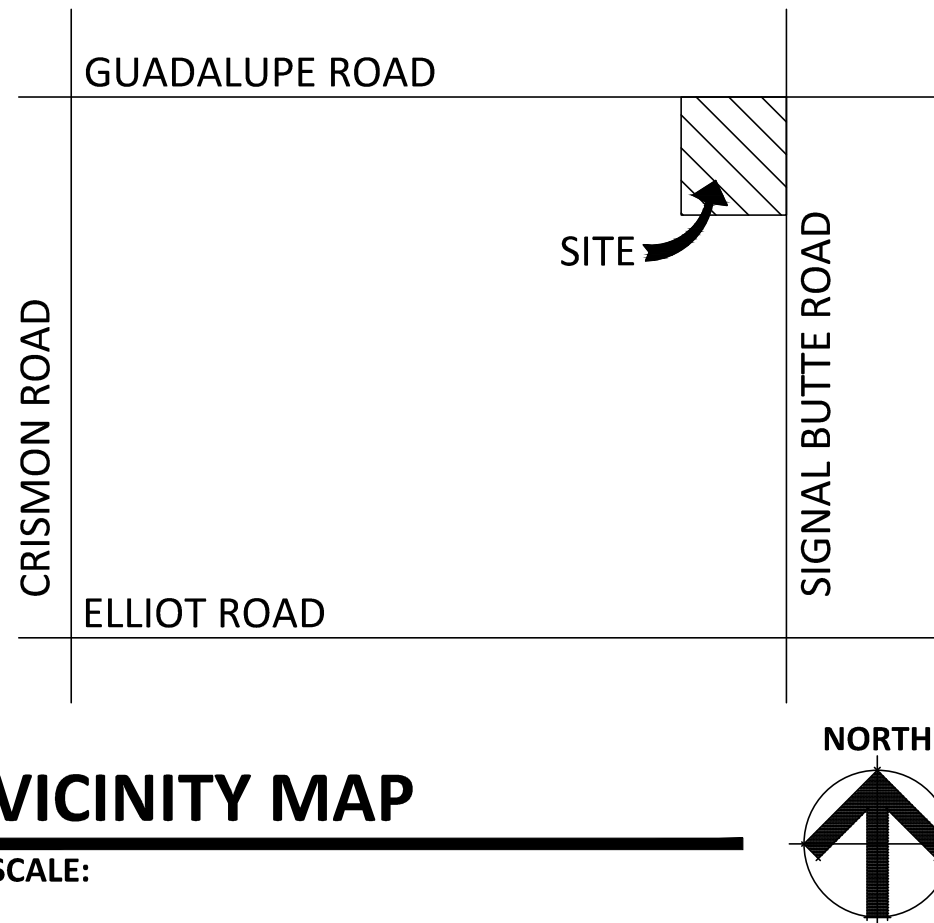 GUADALUPE ROAD
SITE
CRISMON ROAD
SIGNAL BUTTE ROAD
ELLIOT ROAD
NORTH
VICINITY MAP
SCALE: